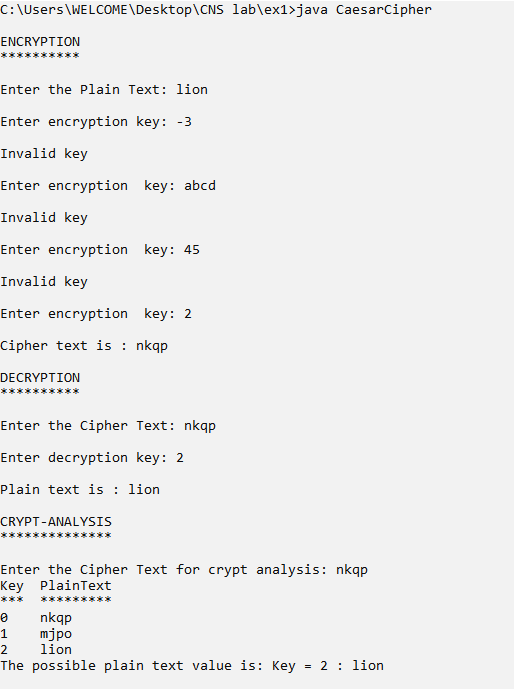 C:\Users\WELCOME\Desktop\CNS lab\ex1>java CaesarCipher
ENCRYPTION
**********
Enter the Plain Text: lion
Enter encryption key: -3
Invalid key
Enter encryption  key: abcd
Invalid key
Enter encryption  key: 45
Invalid key
Enter encryption  key: 2
Cipher text is : nkqp
DECRYPTION
**********
Enter the Cipher Text: nkqp
Enter decryption key: 2
Plain text is : lion
CRYPT-ANALYSIS
**************
Enter the Cipher Text for crypt analysis: nkqp
Key  PlainText
***  *********
0    nkqp
1    mjpo
2    lion
The possible plain text value is: Key = 2 : lion